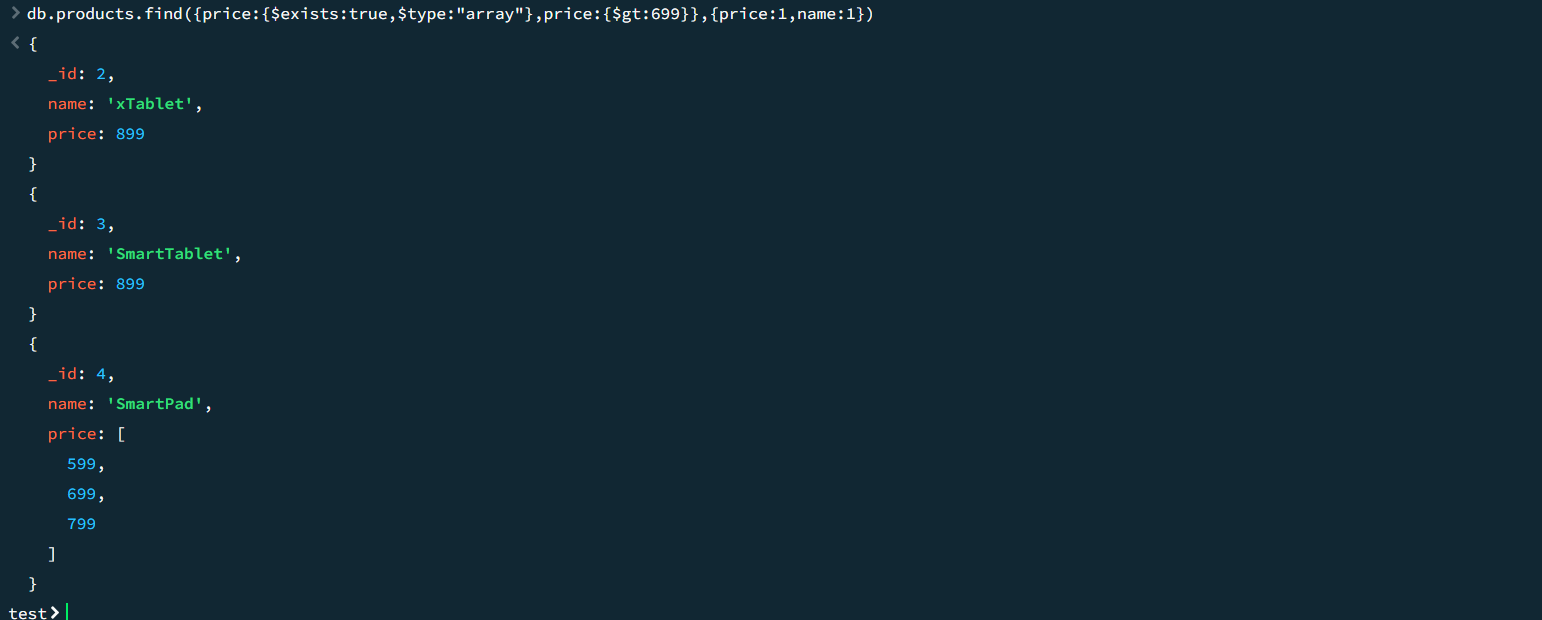 > db.products.find({price:{$exists:true,$type:"array"},price:{$gt:699}},{price:1,name:1})
< {
_id: 2,
name: 'xTablet',
price: 899
}
{
_id: 3,
name: 'SmartTablet',
price: 899
}
{
_id: 4,
name: 'SmartPad',
price: [
599,
699,
799
]
}
test>